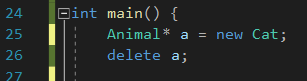 24 int main() {
25 Animal* a = new Cat;
26 delete a;
27